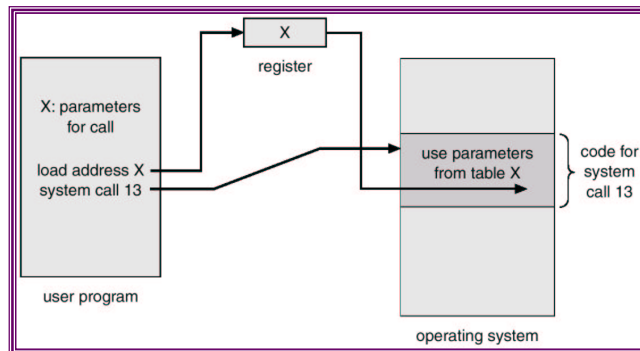 X
register
X: parameters
for call
load address X
system call 13
user program
use parameters
from table X
code for
system
call 13
operating system